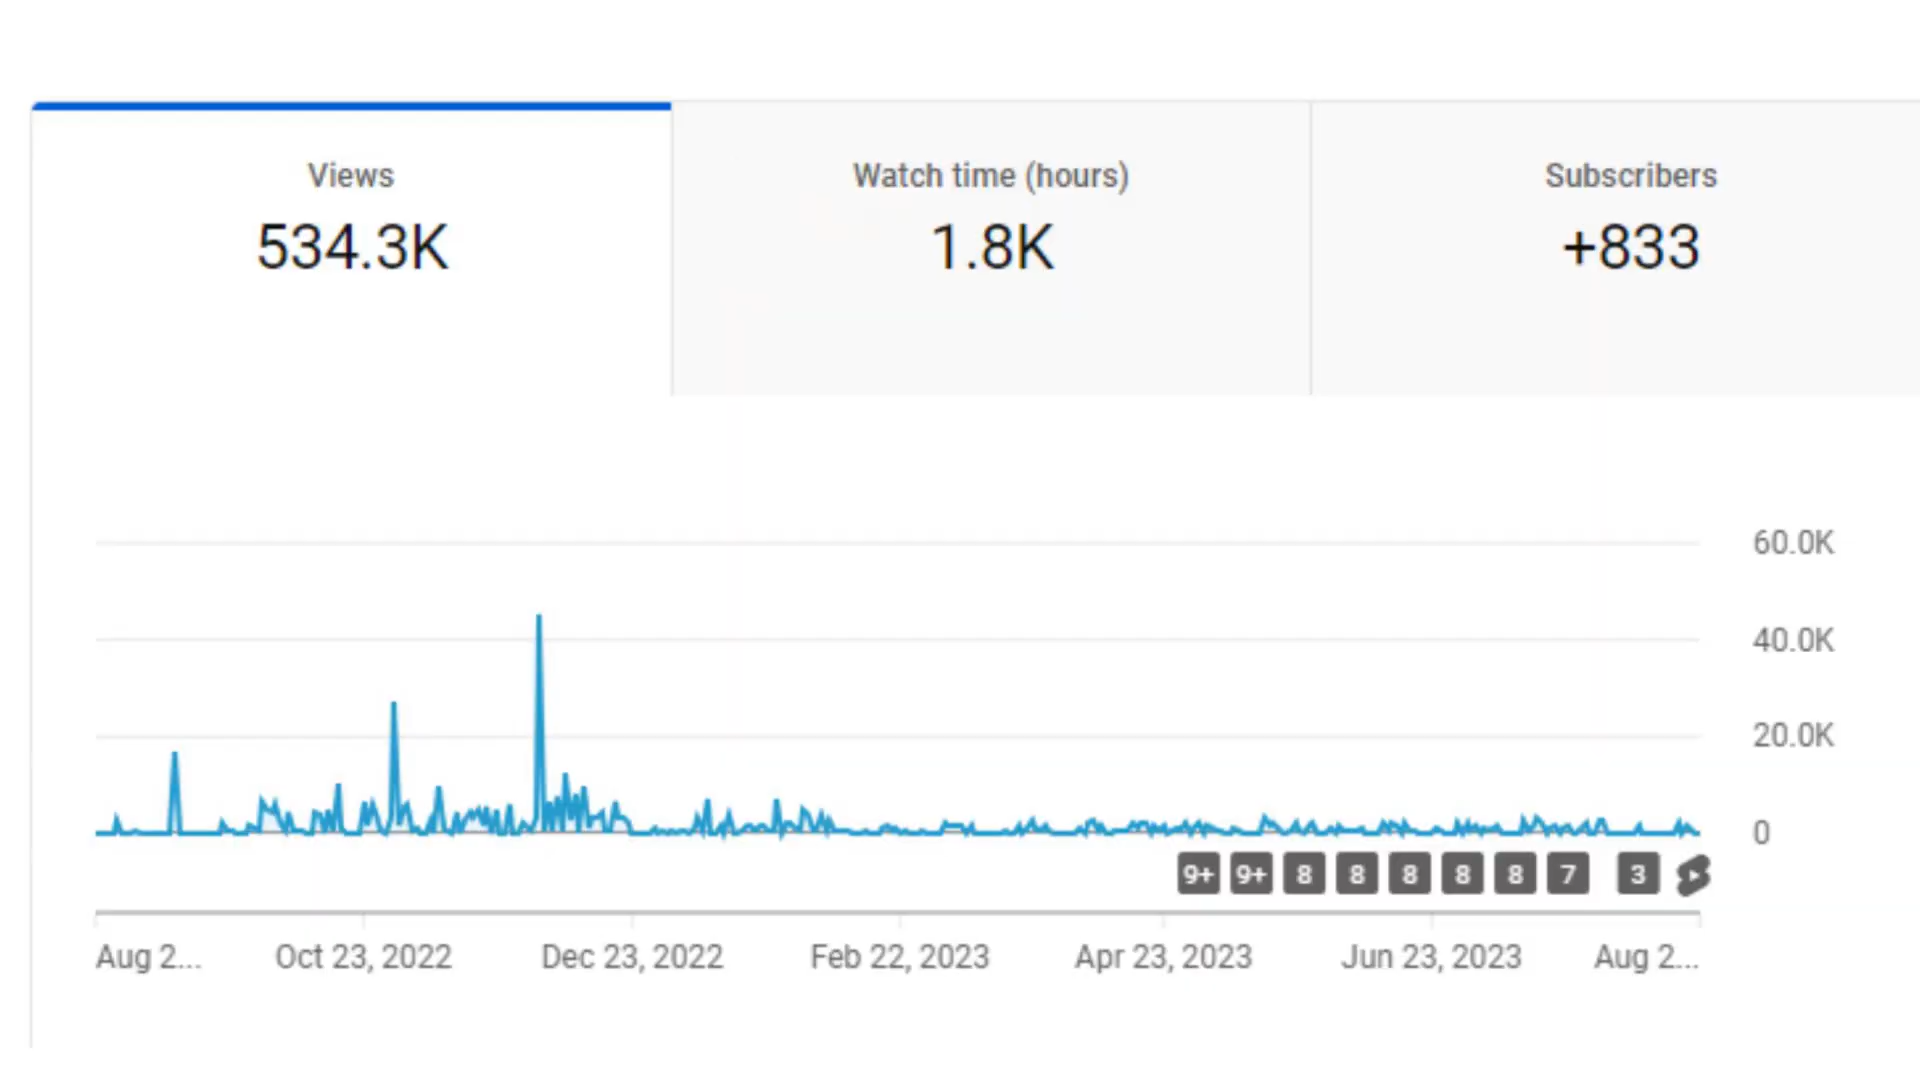 Views Watch time (hours) Subscribers
534.3K 1.8K +833
60.0K
40.0K
20.0K
0
9+ 9+ 8 8 8 8 8 7 3
Aug 2... Oct 23, 2022 Dec 23, 2022 Feb 22, 2023 Apr 23, 2023 Jun 23, 2023 Aug 2...